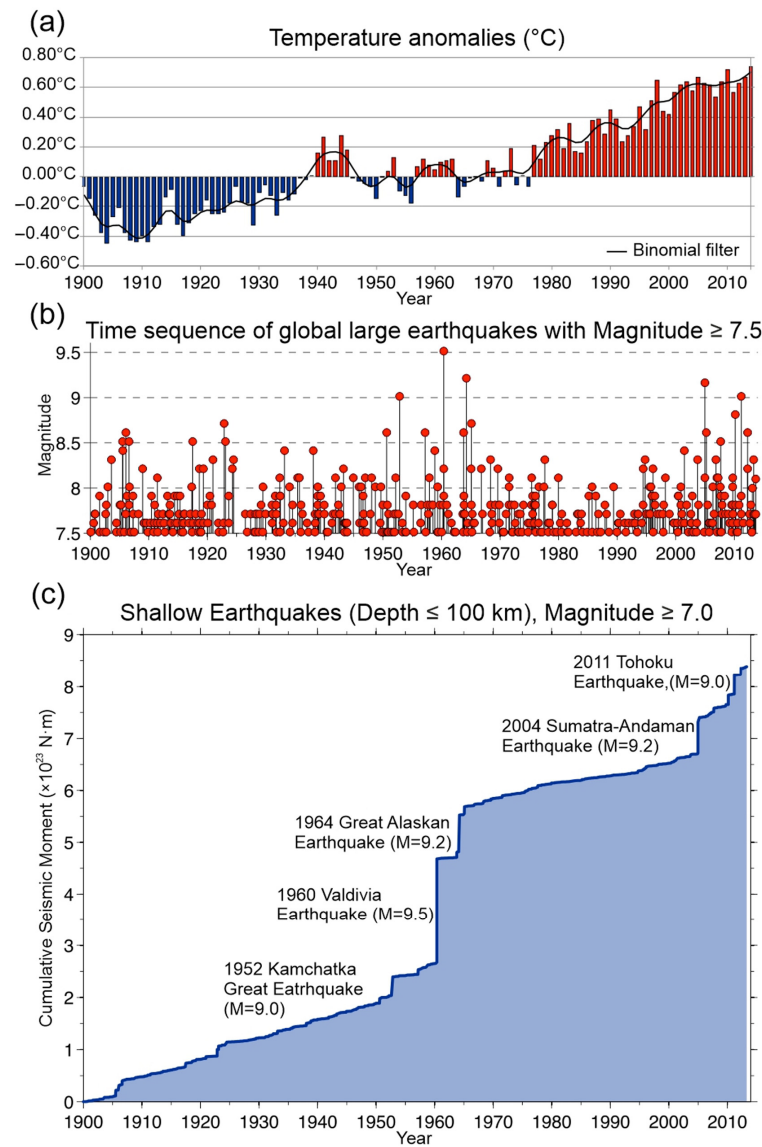 (a)
Temperature anomalies (°C)
0.80°C
0.60°C
0.40°C
0.20°C
0.00°C
−0.20°C
−0.40°C
−0.60°C
Binomial filter
1900 1910 1920 1930 1940 1950 1960 1970 1980 1990 2000 2010
Year
(b)
Time sequence of global large earthquakes with Magnitude ≥ 7.5
Magnitude
9.5
9
8.5
8
7.5
1900 1910 1920 1930 1940 1950 1960 1970 1980 1990 2000 2010
Year
(c)
Shallow Earthquakes (Depth ≤ 100 km), Magnitude ≥ 7.0
Cumulative Seismic Moment (×10²³ N·m)
9
8
7
6
5
4
3
2
1
0
2011 Tohoku
Earthquake,(M=9.0)
2004 Sumatra-Andaman
Earthquake (M=9.2)
1964 Great Alaskan
Earthquake (M=9.2)
1960 Valdivia
Earthquake (M=9.5)
1952 Kamchatka
Great Eatrhquake
(M=9.0)
1900 1910 1920 1930 1940 1950 1960 1970 1980 1990 2000 2010
Year